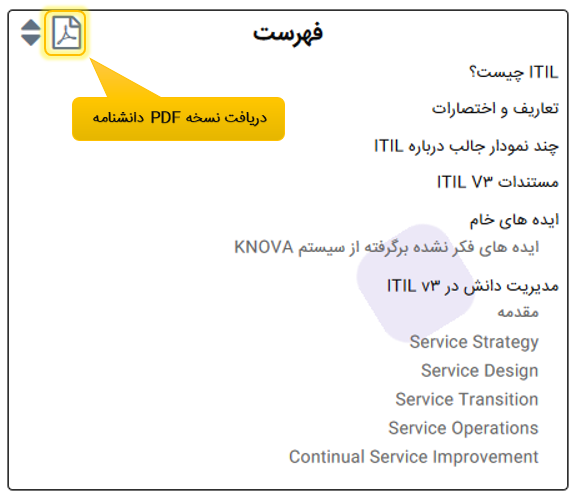 فهرست
دریافت نسخه PDF دانشنامه
ITIL چیست؟
تعاریف و اختصارات
چند نمودار جالب درباره ITIL
مستندات ITIL V۳
ایده های خام
ایده های فکر نشده برگرفته از سیستم KNOVA
مدیریت دانش در ITIL v۳
مقدمه
Service Strategy
Service Design
Service Transition
Service Operations
Continual Service Improvement